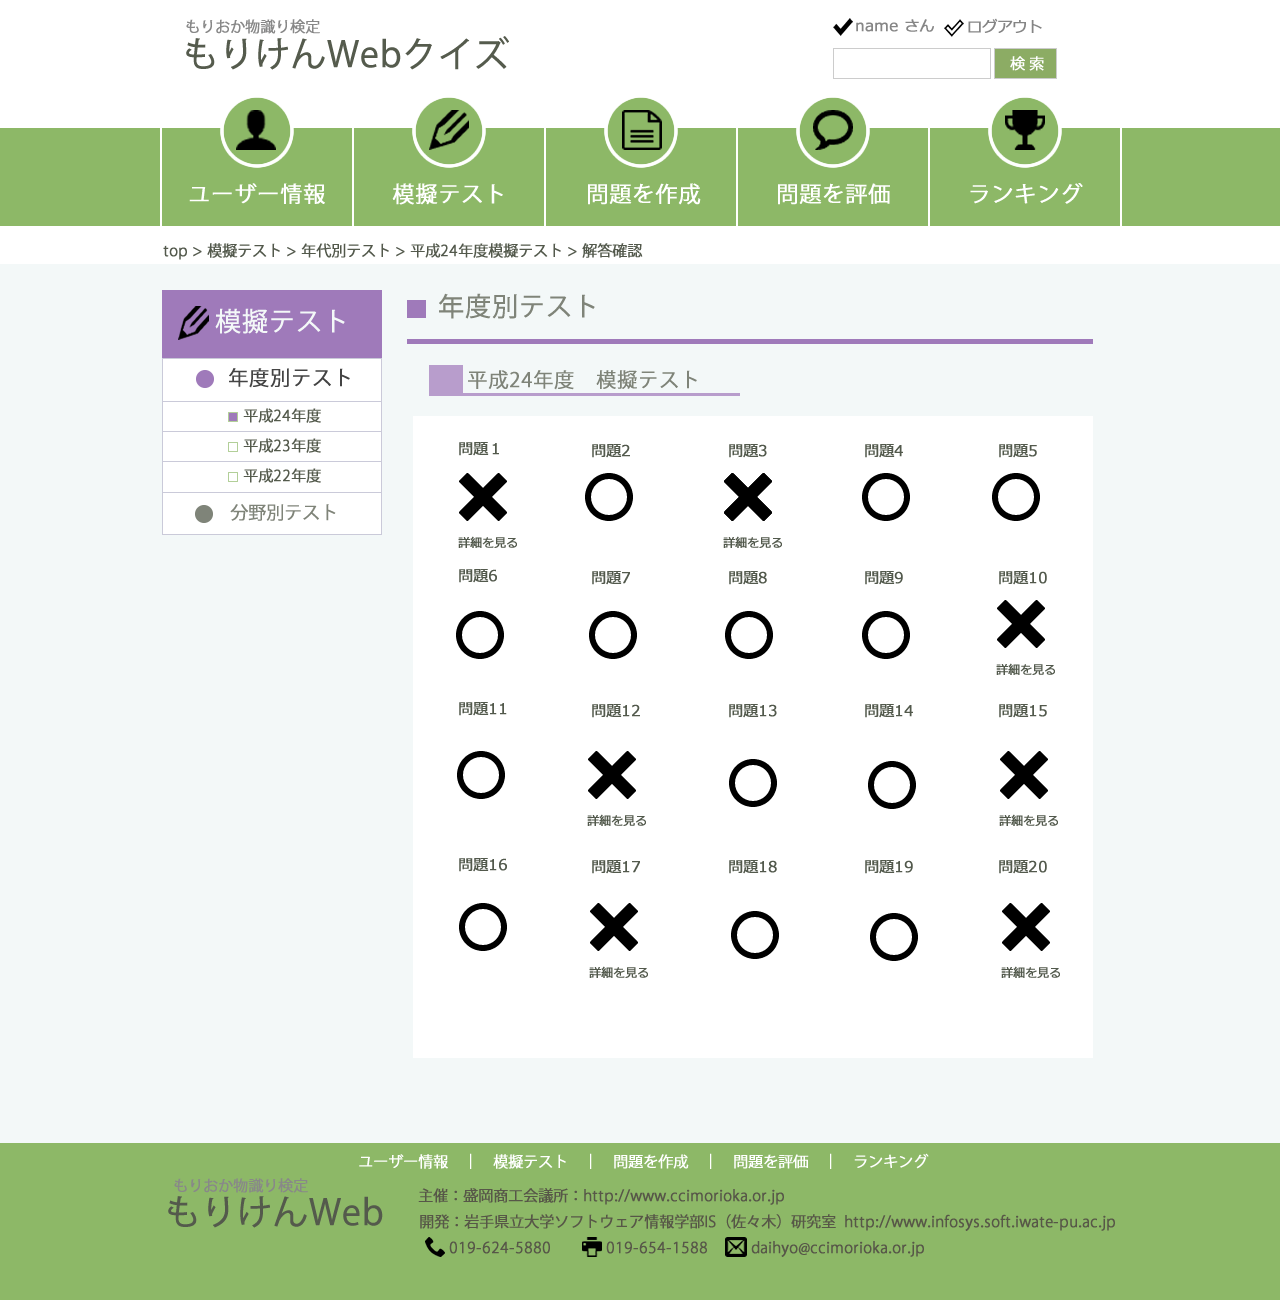 もりおか物識り検定
もりけんWebクイズ
name さん ログアウト
検 索
ユーザー情報 模擬テスト 問題を作成 問題を評価 ランキング
top > 模擬テスト > 年代別テスト > 平成24年度模擬テスト > 解答確認
模擬テスト
年度別テスト
平成24年度
平成23年度
平成22年度
分野別テスト
年度別テスト
平成24年度　模擬テスト
問題 1 問題2 問題3 問題4 問題5
詳細を見る 詳細を見る
問題6 問題7 問題8 問題9 問題10
詳細を見る
問題11 問題12 問題13 問題14 問題15
詳細を見る 詳細を見る
問題16 問題17 問題18 問題19 問題20
詳細を見る 詳細を見る
ユーザー情報 | 模擬テスト | 問題を作成 | 問題を評価 | ランキング
もりおか物識り検定
もりけんWeb
主催：盛岡商工会議所：http://www.ccimorioka.or.jp
開発：岩手県立大学ソフトウェア情報学部IS（佐々木）研究室 http://www.infosys.soft.iwate-pu.ac.jp
019-624-5880 019-654-1588 daihyo@ccimorioka.or.jp